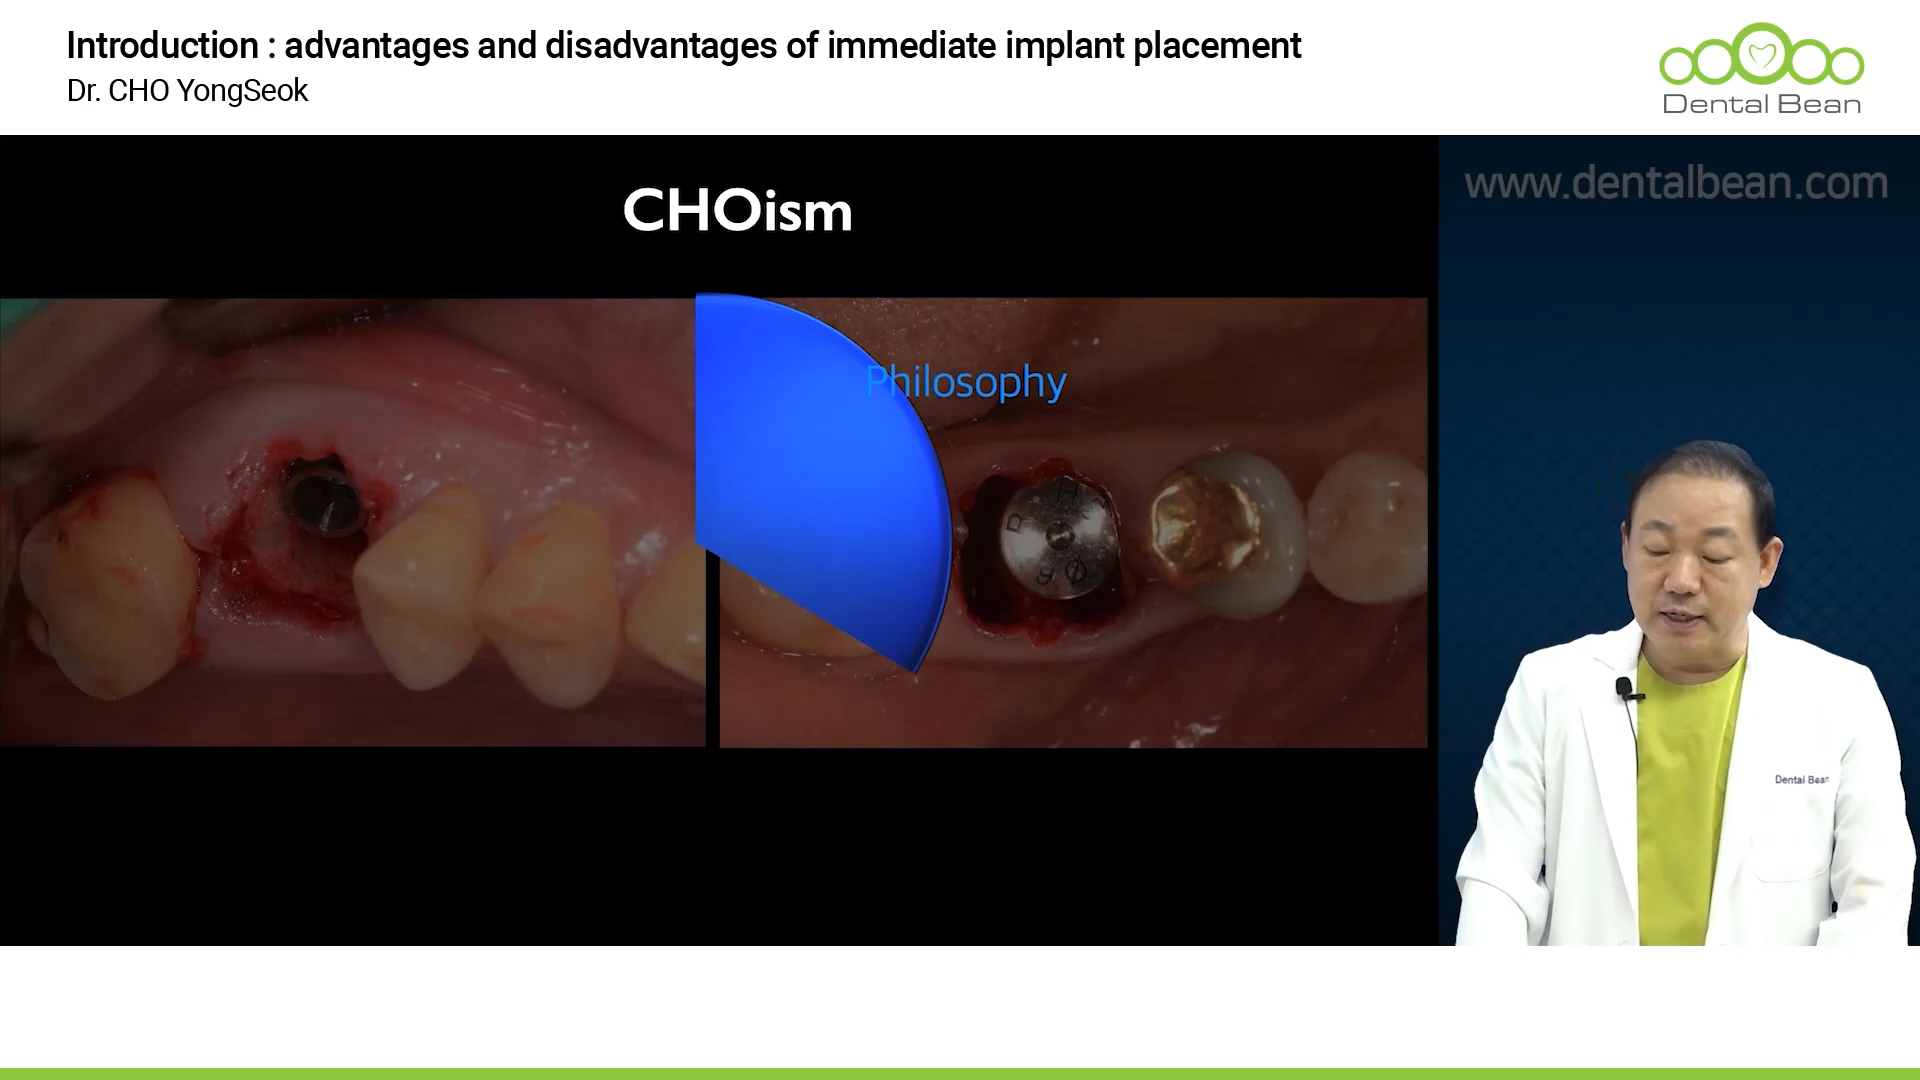 Introduction : advantages and disadvantages of immediate implant placement
Dr. CHO YongSeok
Dental Bean
www.dentalbean.com
CHOism
Philosophy
Dental Bean